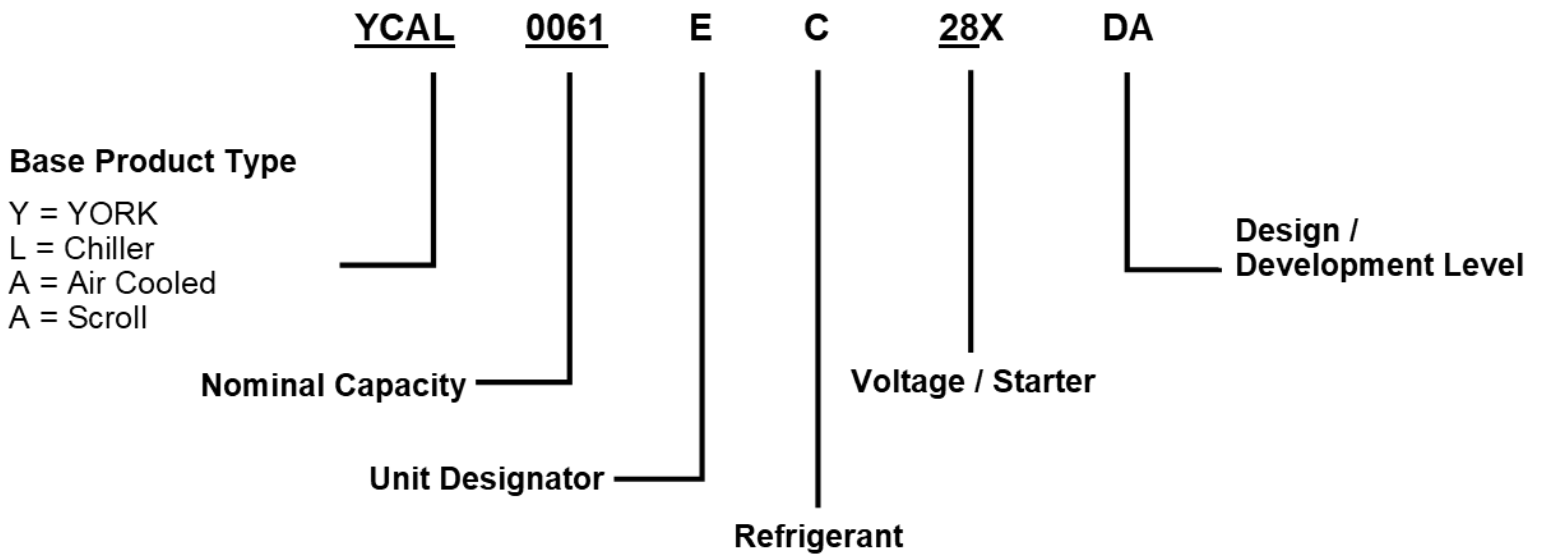 YCAL 0061 E C 28X DA
Base Product Type
Y = YORK
L = Chiller
A = Air Cooled
A = Scroll
Design /
Development Level
Nominal Capacity
Voltage / Starter
Unit Designator
Refrigerant